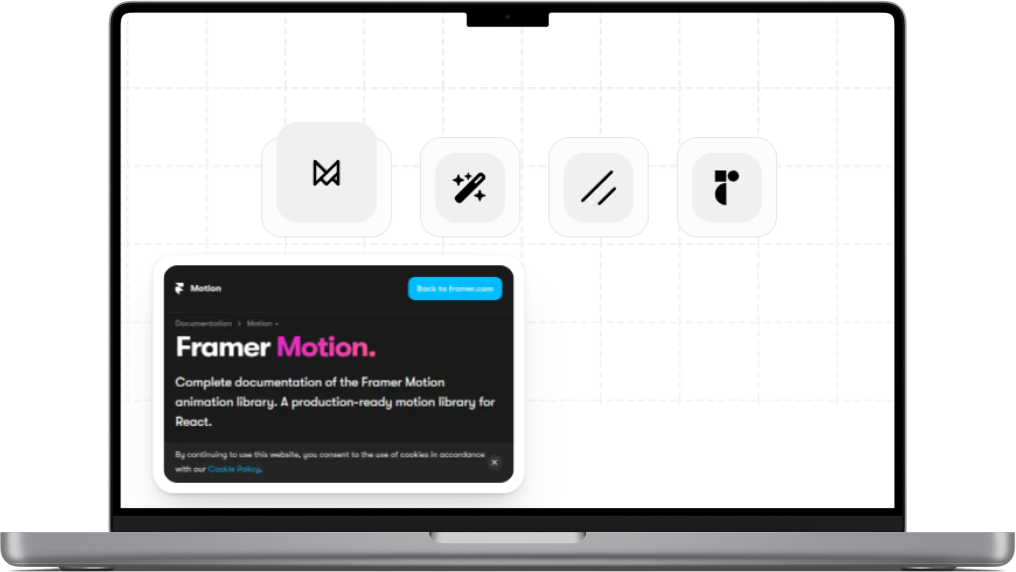 Motion
Back to framer.com
Documentation > Motion
Framer Motion.
Complete documentation of the Framer Motion
animation library. A production-ready motion library for
React.
By continuing to use this website, you consent to the use of cookies in accordance
with our Cookie Policy.